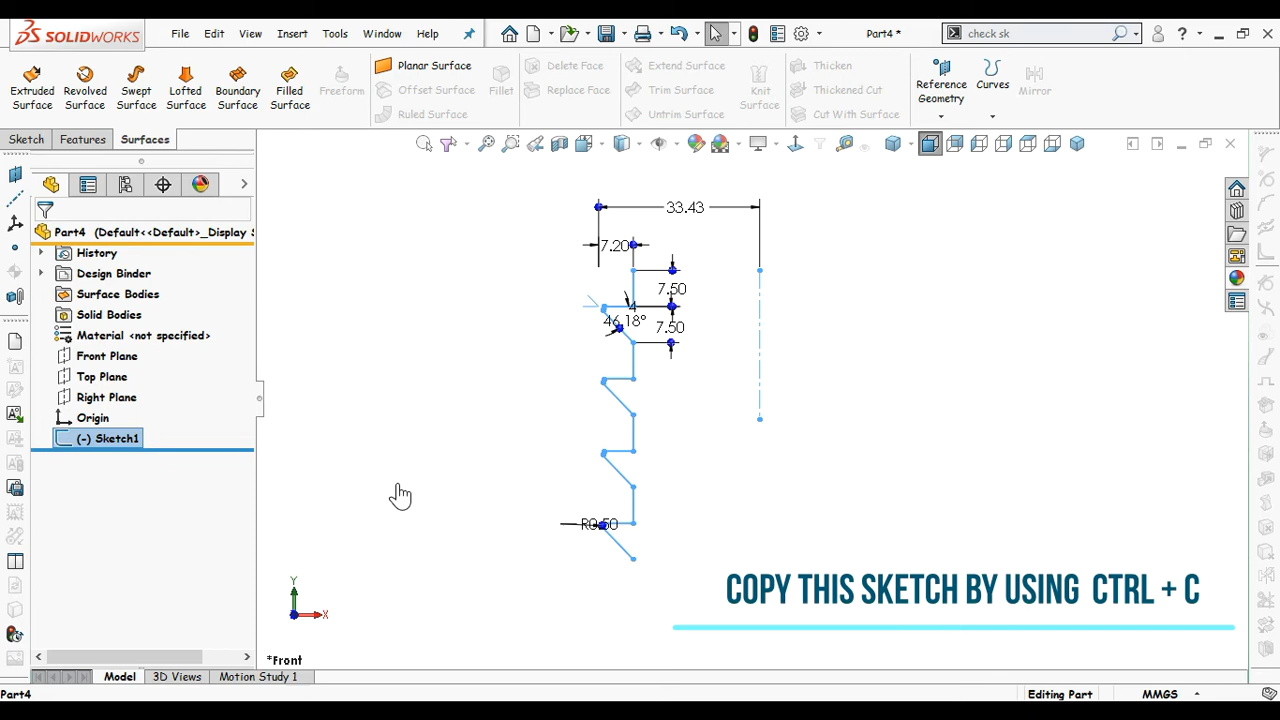 SOLIDWORKS File Edit View Insert Tools Window Part4 * check sk
Extruded Surface Revolved Surface Swept Surface Lofted Surface Boundary Surface Filled Surface Freeform
Planar Surface
Offset Surface
Ruled Surface
Fillet
Delete Face
Replace Face
Extend Surface
Trim Surface
Untrim Surface
Knit Surface
Thicken
Thickened Cut
Cut With Surface
Reference Geometry
Curves
Mirror
Sketch Features Surfaces
Part4 (Default<<Default>_Display S
History
Design Binder
Surface Bodies
Solid Bodies
Material <not specified>
Front Plane
Top Plane
Right Plane
Origin
(-) Sketch1
33.43
7.20
7.50
4
46.18°
7.50
R0.50
COPY THIS SKETCH BY USING CTRL + C
Y
X
*Front
Model 3D Views Motion Study 1
Part4 Editing Part MMGS